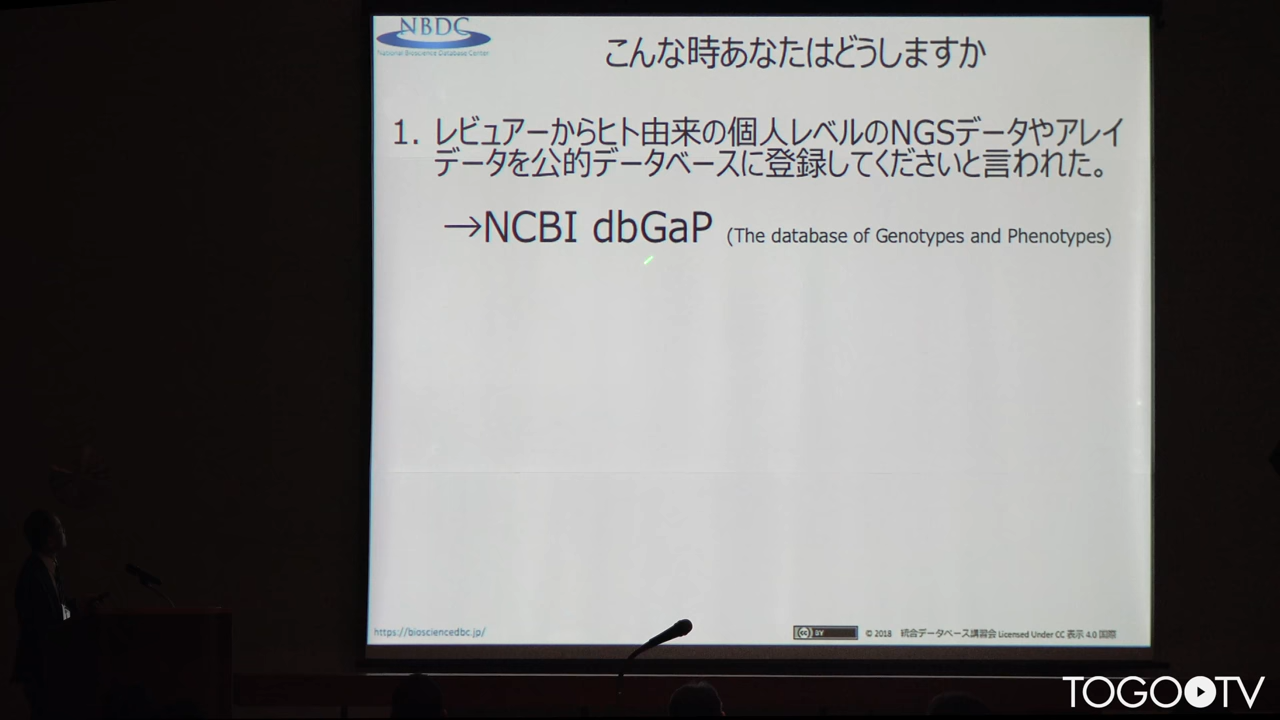 NBDC
National Bioscience Database Center
こんな時あなたはどうしますか
1. レビュアーからヒト由来の個人レベルのNGSデータやアレイ
データを公的データベースに登録してくださいと言われた。
→NCBI dbGaP (The database of Genotypes and Phenotypes)
https://biosciencedbc.jp/
cc BY
© 2018 統合データベース講習会 Licensed Under CC 表示 4.0 国際
TOGO TV